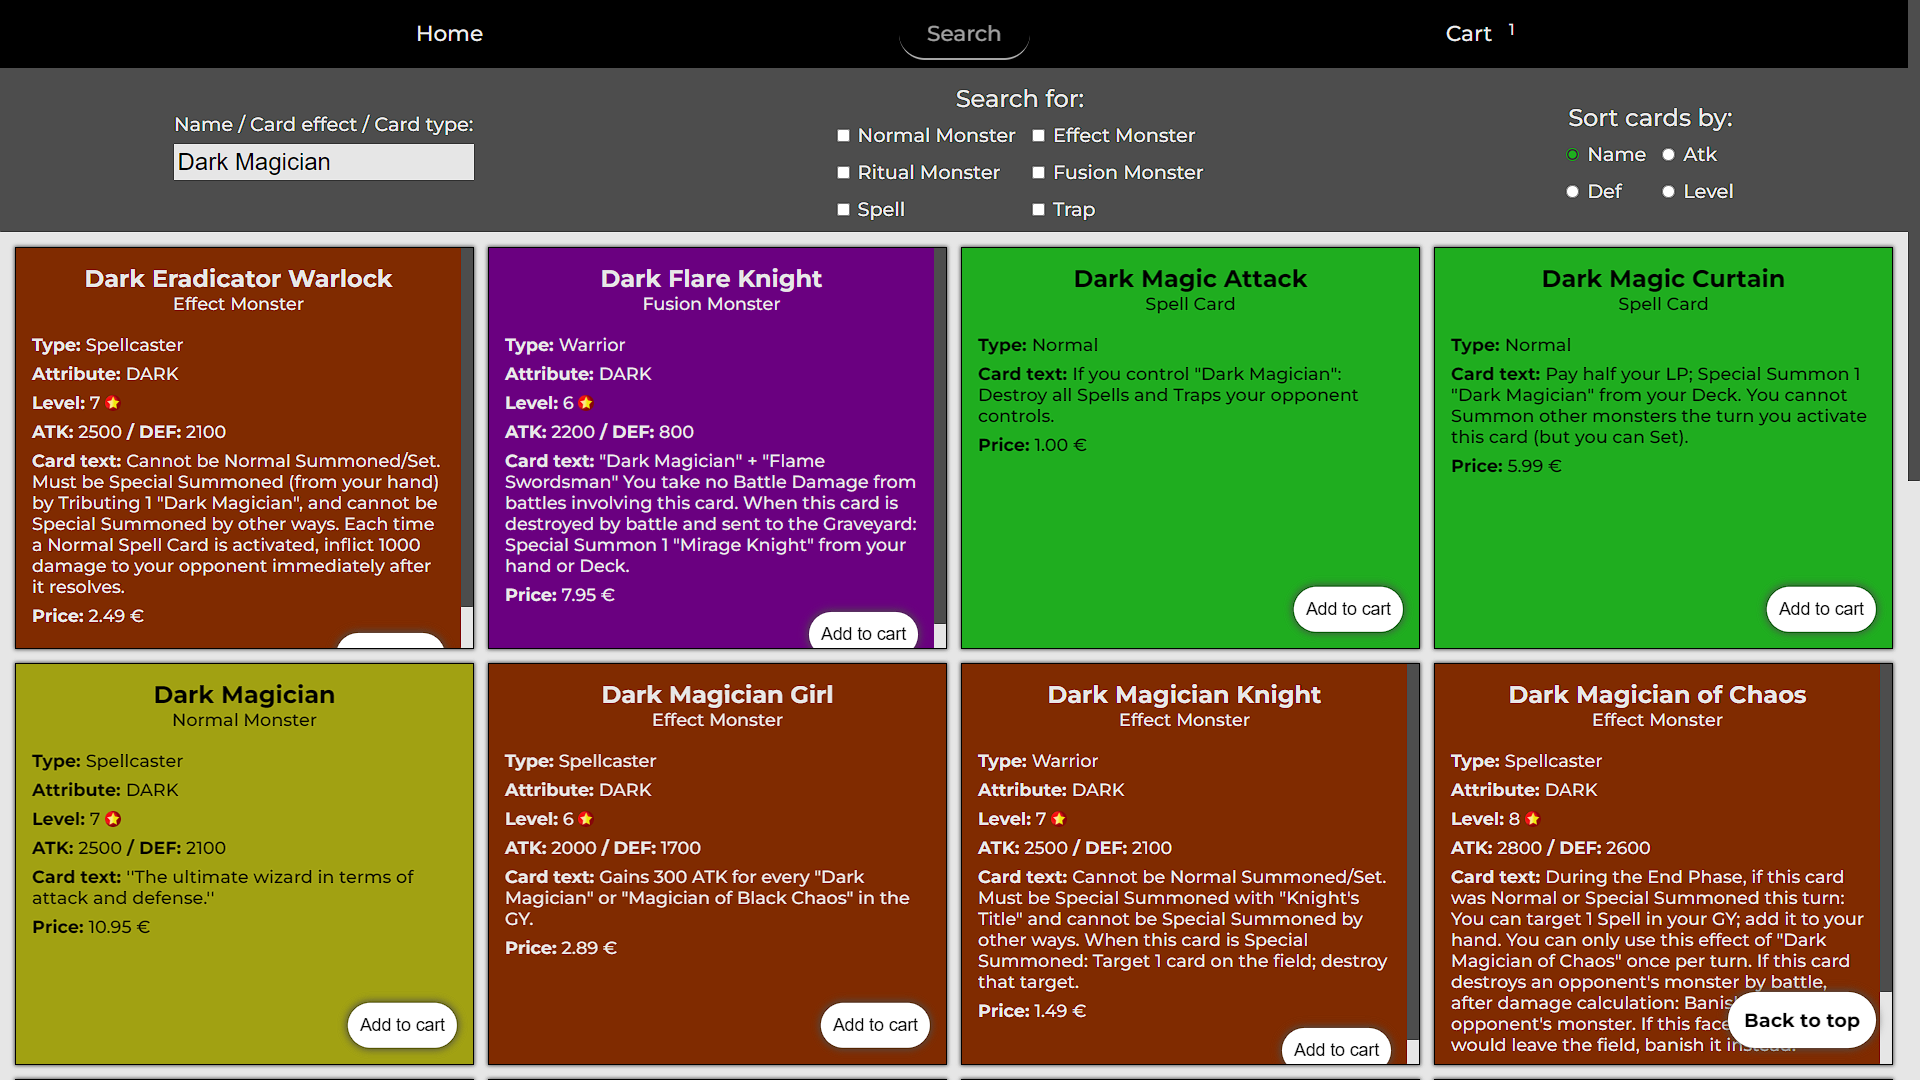 Home
Search
Cart 1
Name / Card effect / Card type:
Dark Magician
Search for:
Normal Monster
Effect Monster
Ritual Monster
Fusion Monster
Spell
Trap
Sort cards by:
Name
Atk
Def
Level
Dark Eradicator Warlock
Effect Monster
Type: Spellcaster
Attribute: DARK
Level: 7
ATK: 2500 / DEF: 2100
Card text: Cannot be Normal Summoned/Set.
Must be Special Summoned (from your hand)
by Tributing 1 "Dark Magician", and cannot be
Special Summoned by other ways. Each time
a Normal Spell Card is activated, inflict 1000
damage to your opponent immediately after
it resolves.
Price: 2.49 €
Dark Flare Knight
Fusion Monster
Type: Warrior
Attribute: DARK
Level: 6
ATK: 2200 / DEF: 800
Card text: "Dark Magician" + "Flame
Swordsman" You take no Battle Damage from
battles involving this card. When this card is
destroyed by battle and sent to the Graveyard:
Special Summon 1 "Mirage Knight" from your
hand or Deck.
Price: 7.95 €
Add to cart
Dark Magic Attack
Spell Card
Type: Normal
Card text: If you control "Dark Magician":
Destroy all Spells and Traps your opponent
controls.
Price: 1.00 €
Add to cart
Dark Magic Curtain
Spell Card
Type: Normal
Card text: Pay half your LP; Special Summon 1
"Dark Magician" from your Deck. You cannot
Summon other monsters the turn you activate
this card (but you can Set).
Price: 5.99 €
Add to cart
Dark Magician
Normal Monster
Type: Spellcaster
Attribute: DARK
Level: 7
ATK: 2500 / DEF: 2100
Card text: ''The ultimate wizard in terms of
attack and defense.''
Price: 10.95 €
Add to cart
Dark Magician Girl
Effect Monster
Type: Spellcaster
Attribute: DARK
Level: 6
ATK: 2000 / DEF: 1700
Card text: Gains 300 ATK for every "Dark
Magician" or "Magician of Black Chaos" in the
GY.
Price: 2.89 €
Add to cart
Dark Magician Knight
Effect Monster
Type: Warrior
Attribute: DARK
Level: 7
ATK: 2500 / DEF: 2100
Card text: Cannot be Normal Summoned/Set.
Must be Special Summoned with "Knight's
Title" and cannot be Special Summoned by
other ways. When this card is Special
Summoned: Target 1 card on the field; destroy
that target.
Price: 1.49 €
Add to cart
Dark Magician of Chaos
Effect Monster
Type: Spellcaster
Attribute: DARK
Level: 8
ATK: 2800 / DEF: 2600
Card text: During the End Phase, if this card
was Normal or Special Summoned this turn:
You can target 1 Spell in your GY; add it to your
hand. You can only use this effect of "Dark
Magician of Chaos" once per turn. If this card
destroys an opponent's monster by battle,
after damage calculation:
opponent's monster. If this
would leave the field, banish it
Back to top